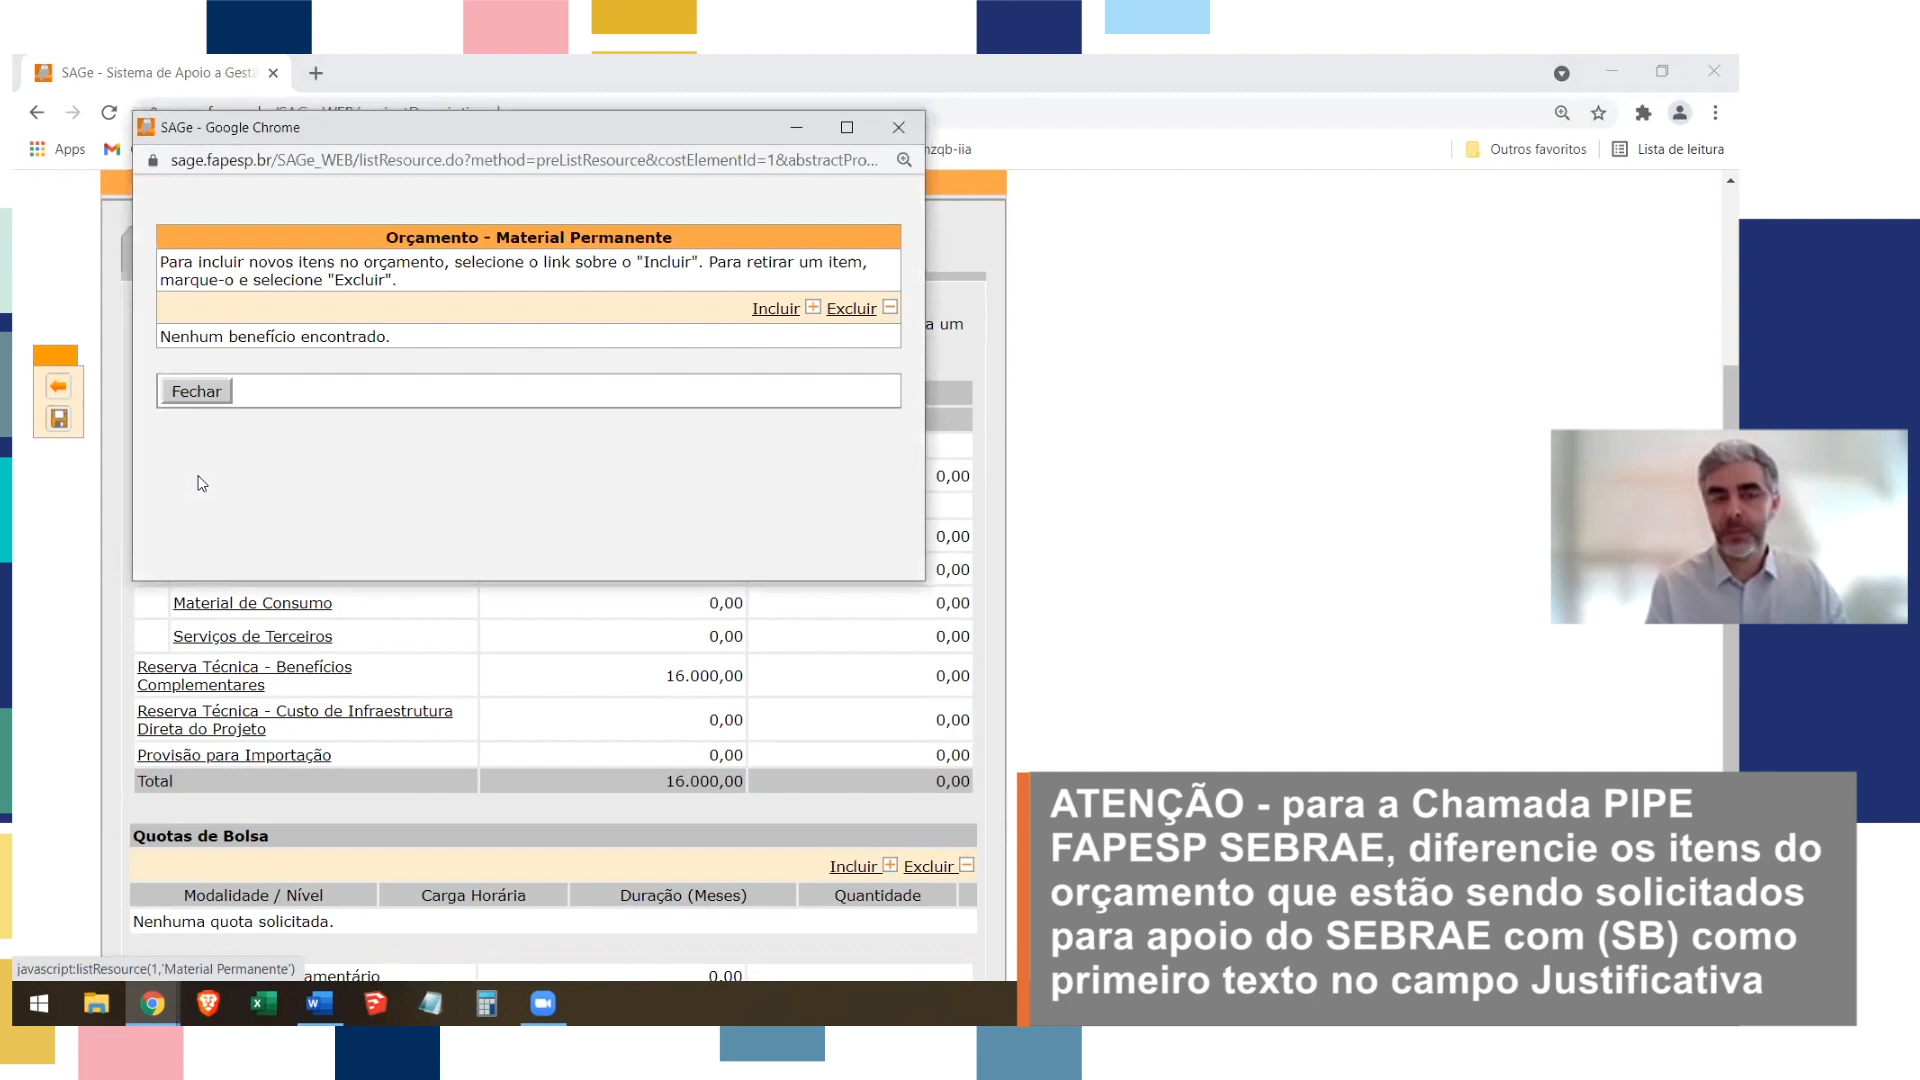 SAGe - Sistema de Apoio a Gestã
SAGe - Google Chrome
Apps
nzqb-iia
Outros favoritos
Lista de leitura
sage.fapesp.br/SAGe_WEB/listResource.do?method=preListResource&costElementId=1&abstractPro...
Orçamento - Material Permanente
Para incluir novos itens no orçamento, selecione o link sobre o "Incluir". Para retirar um item,
marque-o e selecione "Excluir".
Incluir Excluir
Nenhum benefício encontrado.
a um
Fechar
0,00
0,00
0,00
Material de Consumo 0,00 0,00
Serviços de Terceiros 0,00 0,00
Reserva Técnica - Benefícios
Complementares 16.000,00 0,00
Reserva Técnica - Custo de Infraestrutura
Direta do Projeto 0,00 0,00
Provisão para Importação 0,00 0,00
Total 16.000,00 0,00
Quotas de Bolsa
Incluir Excluir
Modalidade / Nível Carga Horária Duração (Meses) Quantidade
Nenhuma quota solicitada.
javascript:listResource(1,'Material Permanente')
amentário 0,00
ATENÇÃO - para a Chamada PIPE
FAPESP SEBRAE, diferencie os itens do
orçamento que estão sendo solicitados
para apoio do SEBRAE com (SB) como
primeiro texto no campo Justificativa